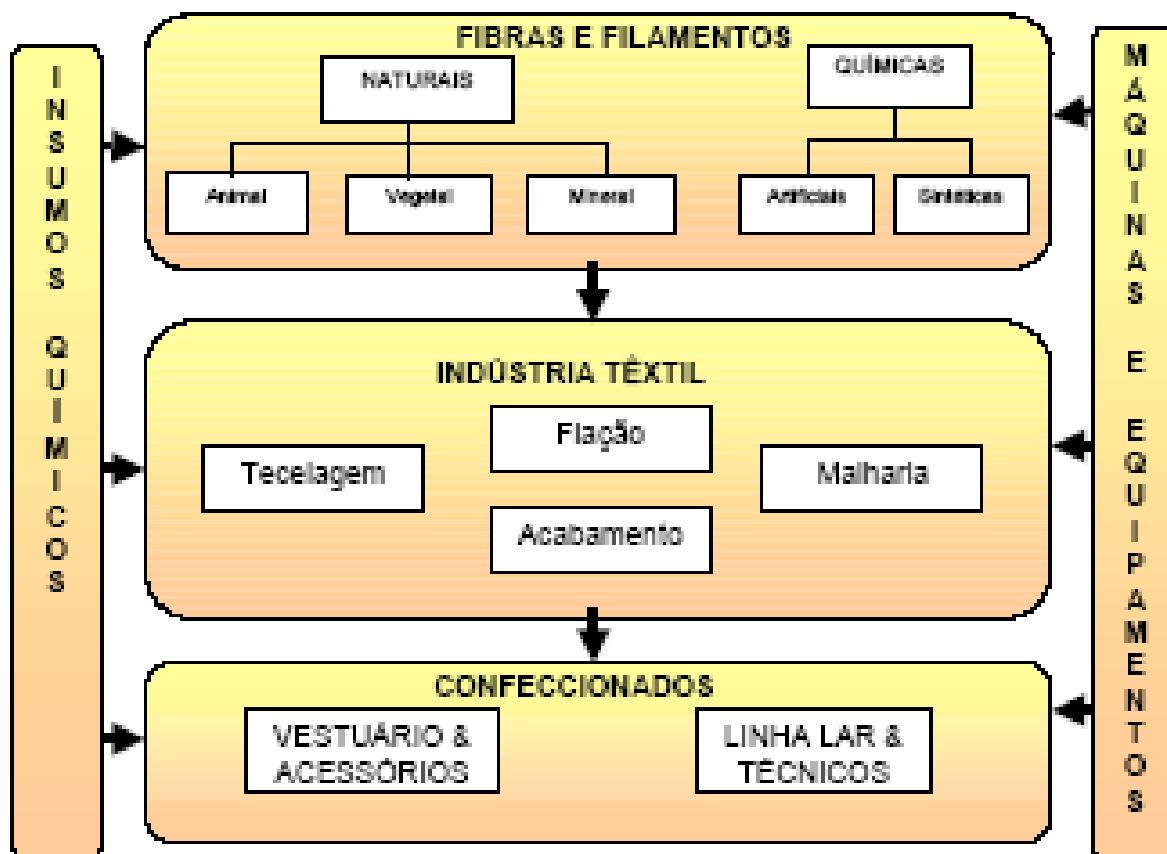 INSUMOS QUÍMICOS
FIBRAS E FILAMENTOS
NATURAIS
QUÍMICAS
Animal
Vegetal
Mineral
Artificiais
Sintéticas
INDÚSTRIA TÊXTIL
Fiação
Tecelagem
Malharia
Acabamento
CONFECCIONADOS
VESTUÁRIO &
ACESSÓRIOS
LINHA LAR &
TÉCNICOS
MÁQUINAS E EQUIPAMENTOS